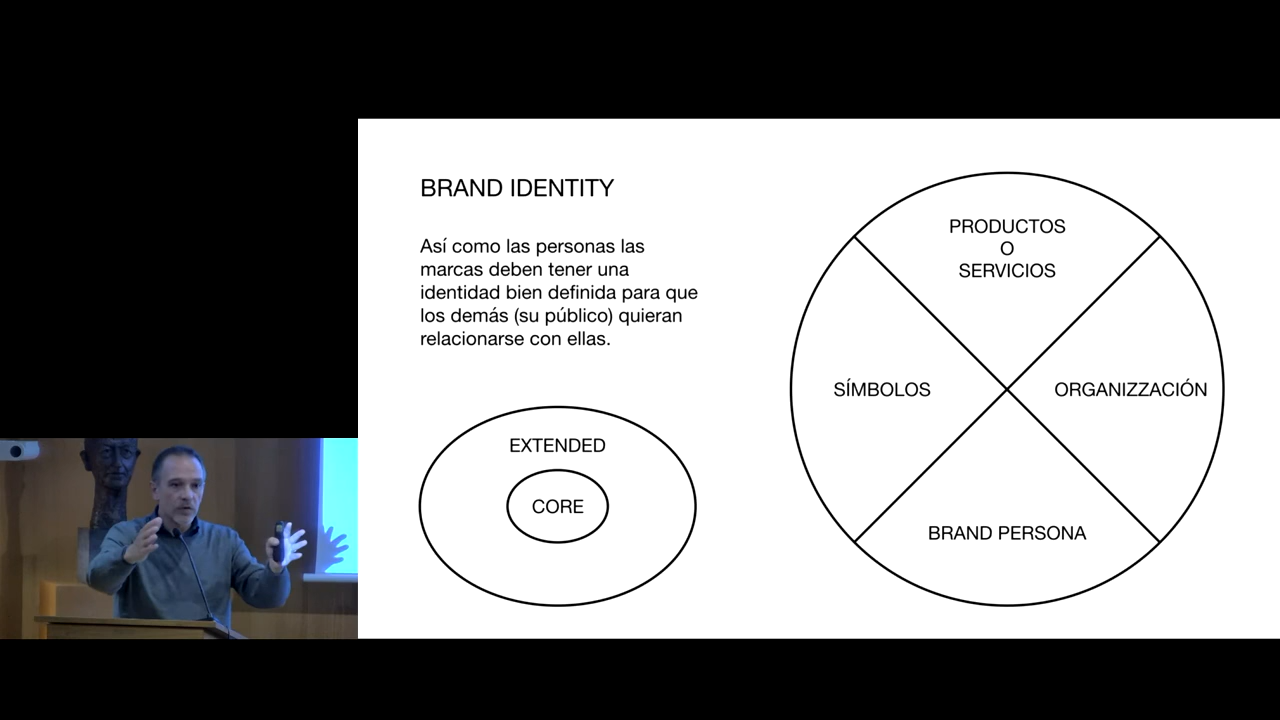 BRAND IDENTITY
Así como las personas las
marcas deben tener una
identidad bien definida para que
los demás (su público) quieran
relacionarse con ellas.
EXTENDED
CORE
PRODUCTOS
O
SERVICIOS
SÍMBOLOS
ORGANIZZACIÓN
BRAND PERSONA